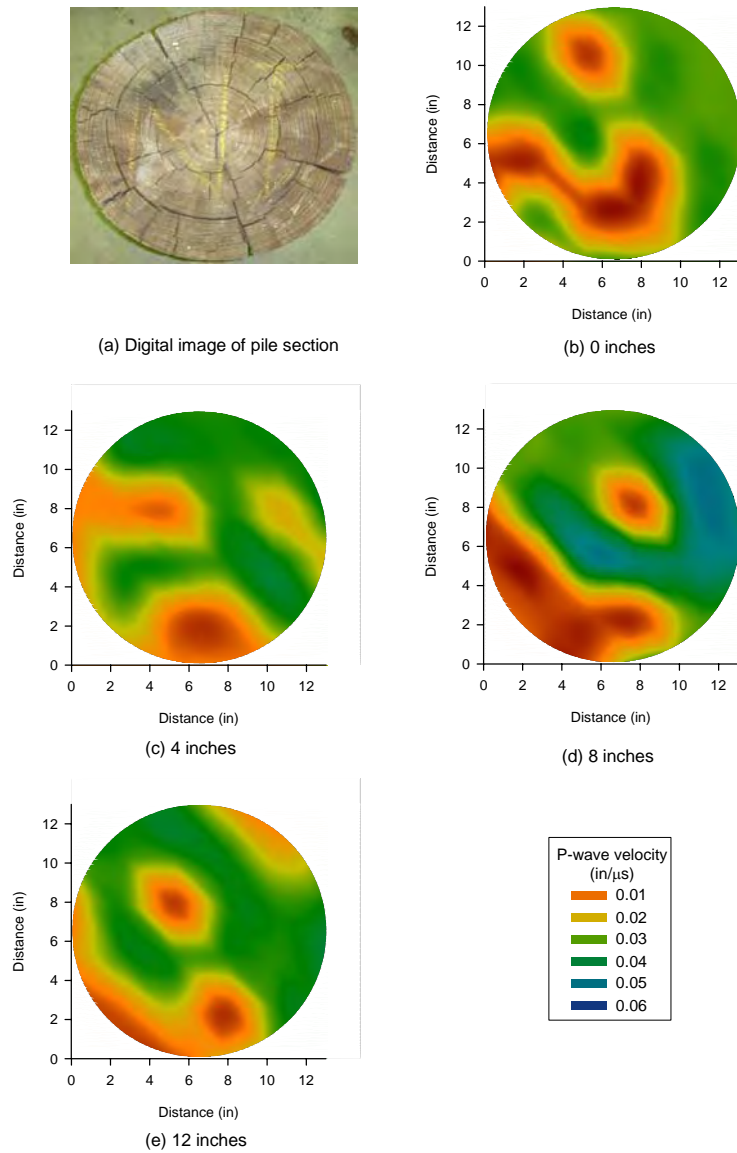 (a) Digital image of pile section
12
10
8
6
4
2
0
Distance (in)
0 2 4 6 8 10 12
Distance (in)
(b) 0 inches
12
10
8
6
4
2
0
Distance (in)
0 2 4 6 8 10 12
Distance (in)
(c) 4 inches
12
10
8
6
4
2
0
Distance (in)
0 2 4 6 8 10 12
Distance (in)
(d) 8 inches
12
10
8
6
4
2
0
Distance (in)
0 2 4 6 8 10 12
Distance (in)
(e) 12 inches
P-wave velocity
(in/μs)
0.01
0.02
0.03
0.04
0.05
0.06